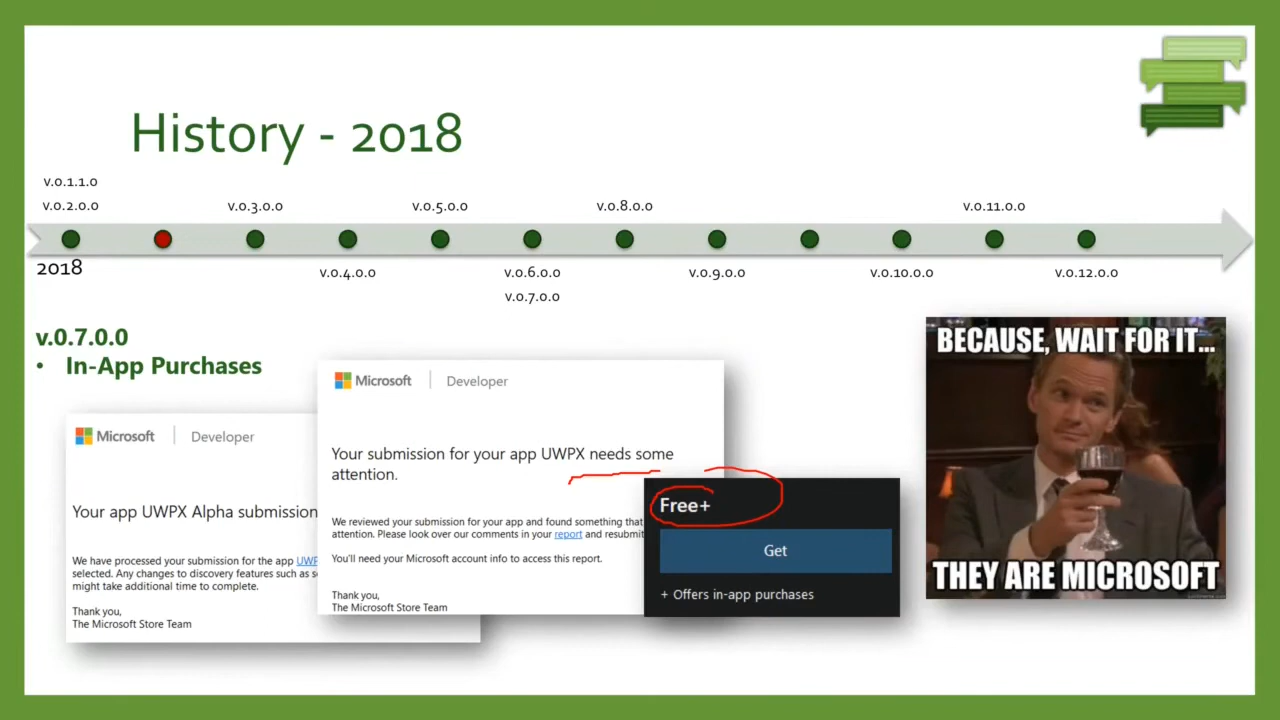 History - 2018
v.0.1.1.0
v.0.2.0.0
v.0.3.0.0
v.0.5.0.0
v.0.8.0.0
v.0.11.0.0
2018
v.0.4.0.0
v.0.6.0.0
v.0.7.0.0
v.0.9.0.0
v.0.10.0.0
v.0.12.0.0
v.0.7.0.0
• In-App Purchases
Microsoft | Developer
Your app UWPX Alpha submission
We have processed your submission for the app UWP
selected. Any changes to discovery features such as s
might take additional time to complete.
Thank you,
The Microsoft Store Team
Microsoft | Developer
Your submission for your app UWPX needs some
attention.
We reviewed your submission for your app and found something that
attention. Please look over our comments in your report and resubmit
You'll need your Microsoft account info to access this report.
Thank you,
The Microsoft Store Team
Free+
Get
+ Offers in-app purchases
BECAUSE, WAIT FOR IT...
THEY ARE MICROSOFT